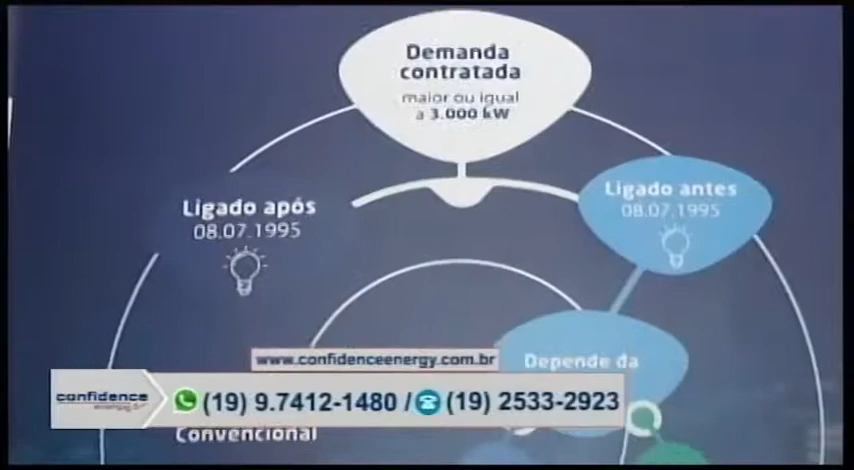 Demanda
contratada
maior ou igual
a 3.000 kW
Ligado antes
08.07.1995
Ligado após
08.07.1995
Depende da
www.confidenceenergy.com.br
confidence
energy
(19) 9.7412-1480 / (19) 2533-2923
Convencional